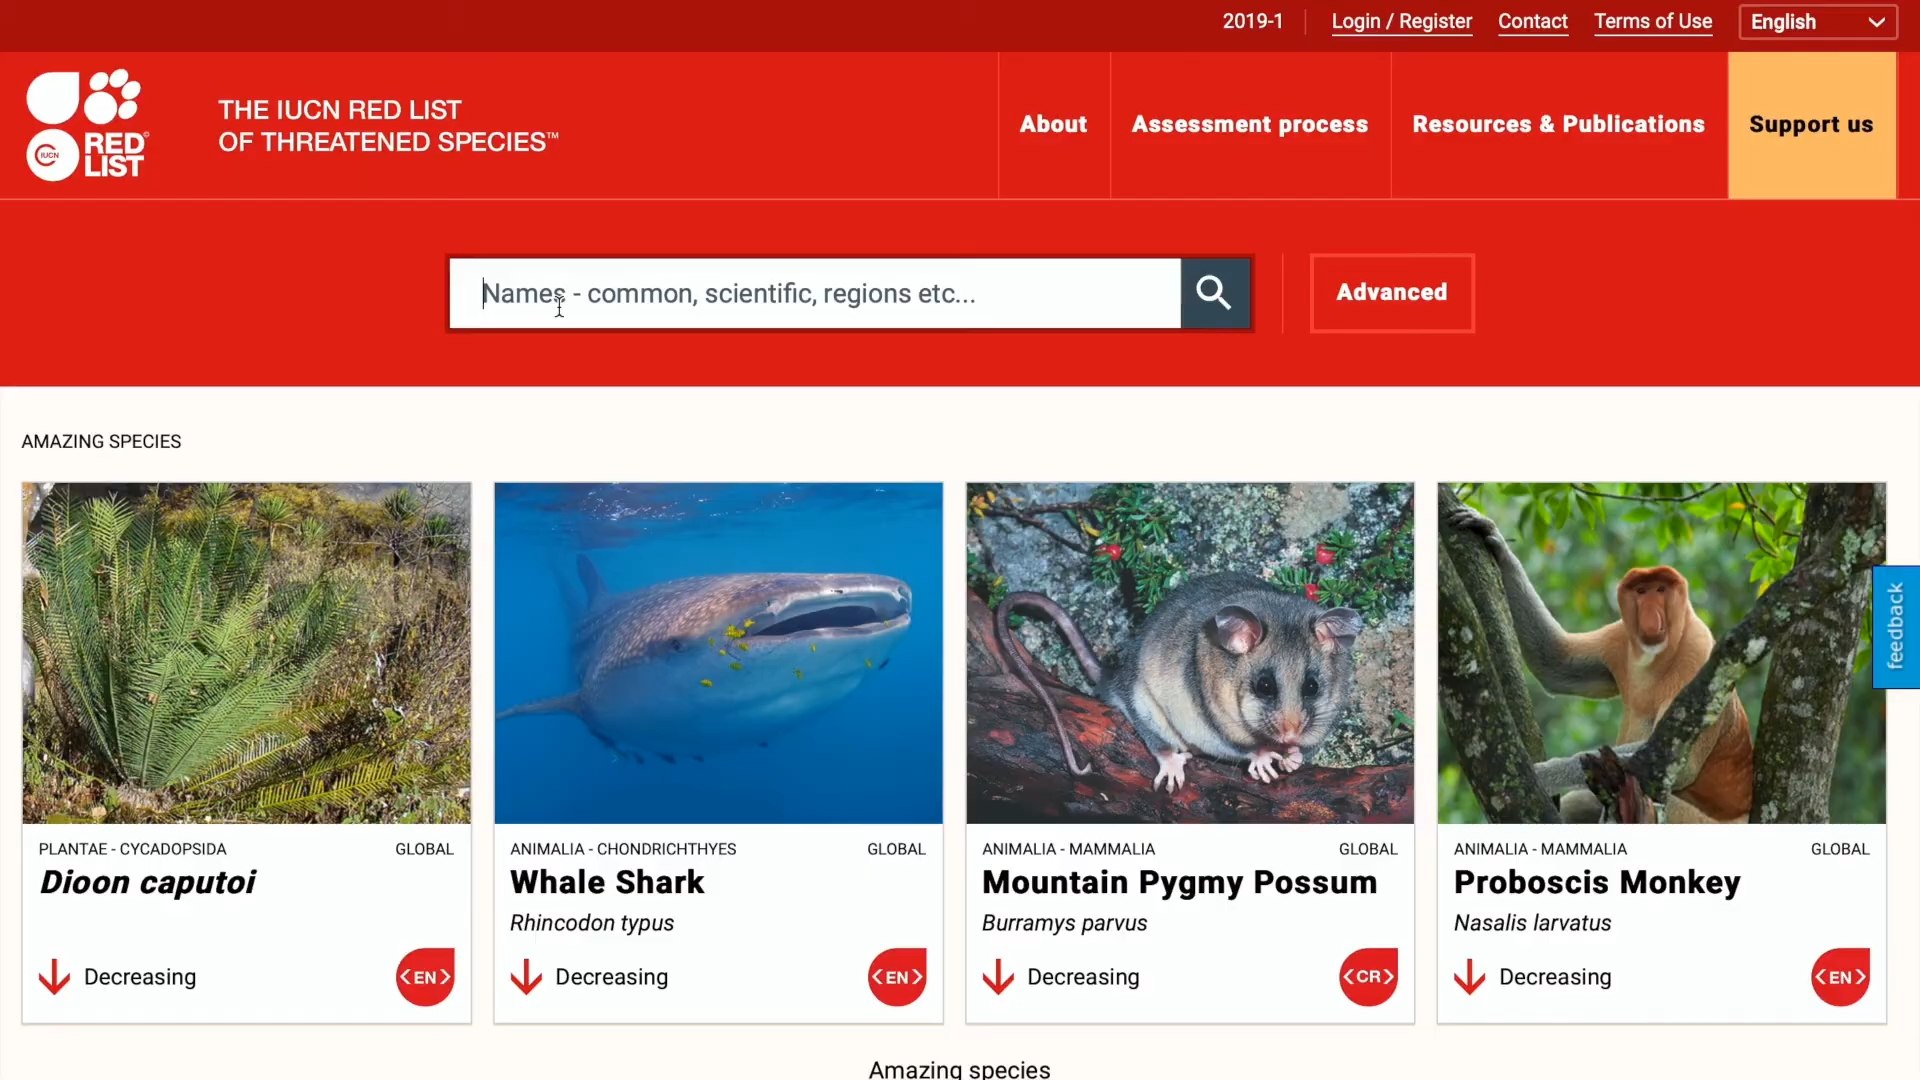 2019-1
Login / Register
Contact
Terms of Use
English
IUCN
RED
LIST
THE IUCN RED LIST
OF THREATENED SPECIES™
About
Assessment process
Resources & Publications
Support us
Names - common, scientific, regions etc...
Advanced
AMAZING SPECIES
feedback
PLANTAE - CYCADOPSIDA
GLOBAL
Dioon caputoi
Decreasing
<EN>
ANIMALIA - CHONDRICHTHYES
GLOBAL
Whale Shark
Rhincodon typus
Decreasing
<EN>
ANIMALIA - MAMMALIA
GLOBAL
Mountain Pygmy Possum
Burramys parvus
Decreasing
<CR>
ANIMALIA - MAMMALIA
GLOBAL
Proboscis Monkey
Nasalis larvatus
Decreasing
<EN>
Amazing species